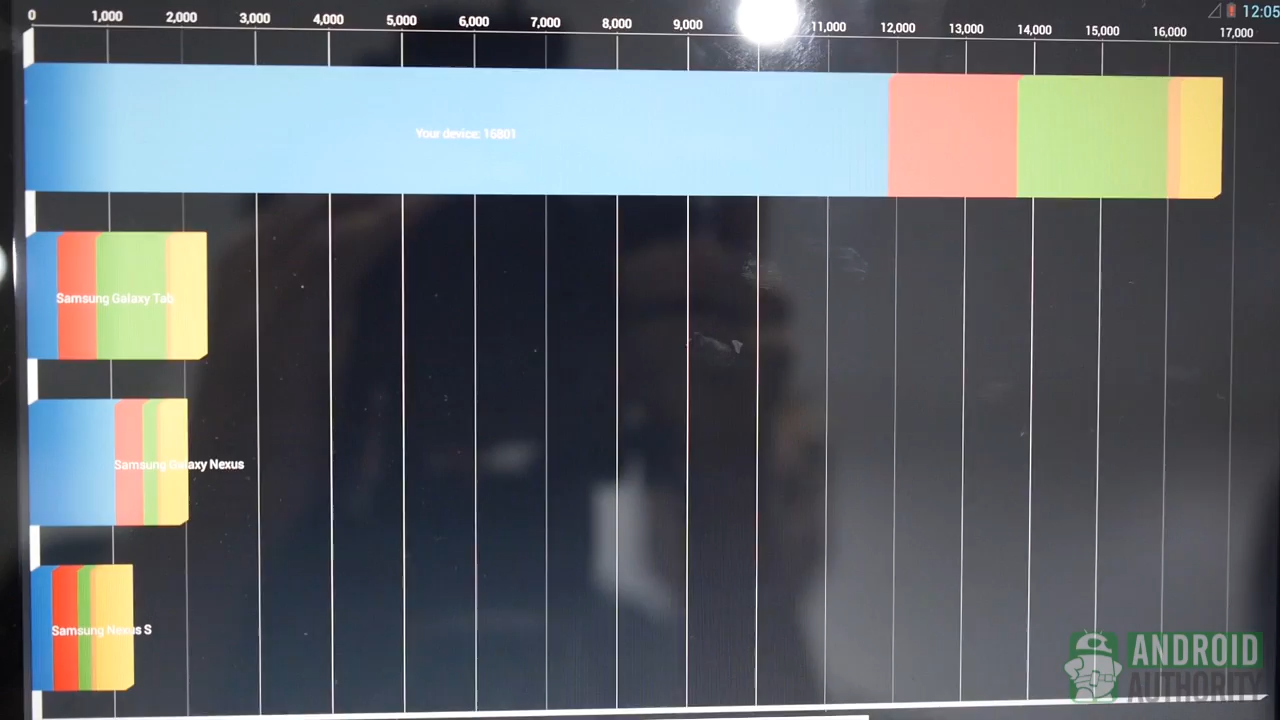 0 1,000 2,000 3,000 4,000 5,000 6,000 7,000 8,000 9,000 11,000 12,000 13,000 14,000 15,000 16,000 17,000
12:05
Your device: 16801
Samsung Galaxy Tab
Samsung Galaxy Nexus
Samsung Nexus S
ANDROID
AUTHORITY